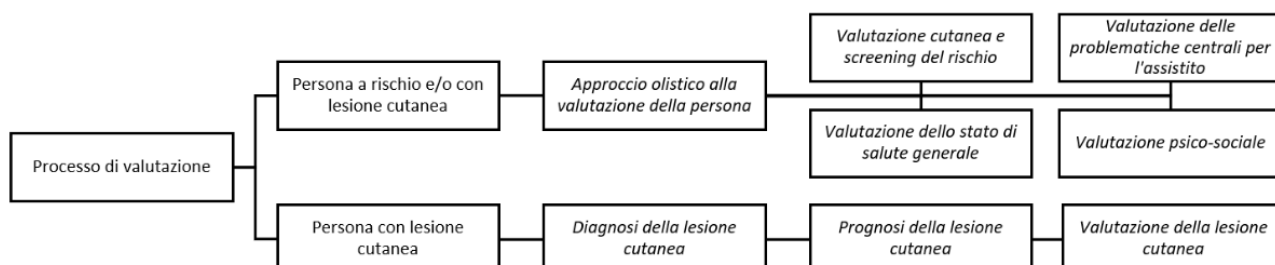 Processo di valutazione
Persona a rischio e/o con
lesione cutanea
Approccio olistico alla
valutazione della persona
Valutazione cutanea e
screening del rischio
Valutazione delle
problematiche centrali per
l'assistito
Valutazione dello stato di
salute generale
Valutazione psico-sociale
Persona con lesione
cutanea
Diagnosi della lesione
cutanea
Prognosi della lesione
cutanea
Valutazione della lesione
cutanea